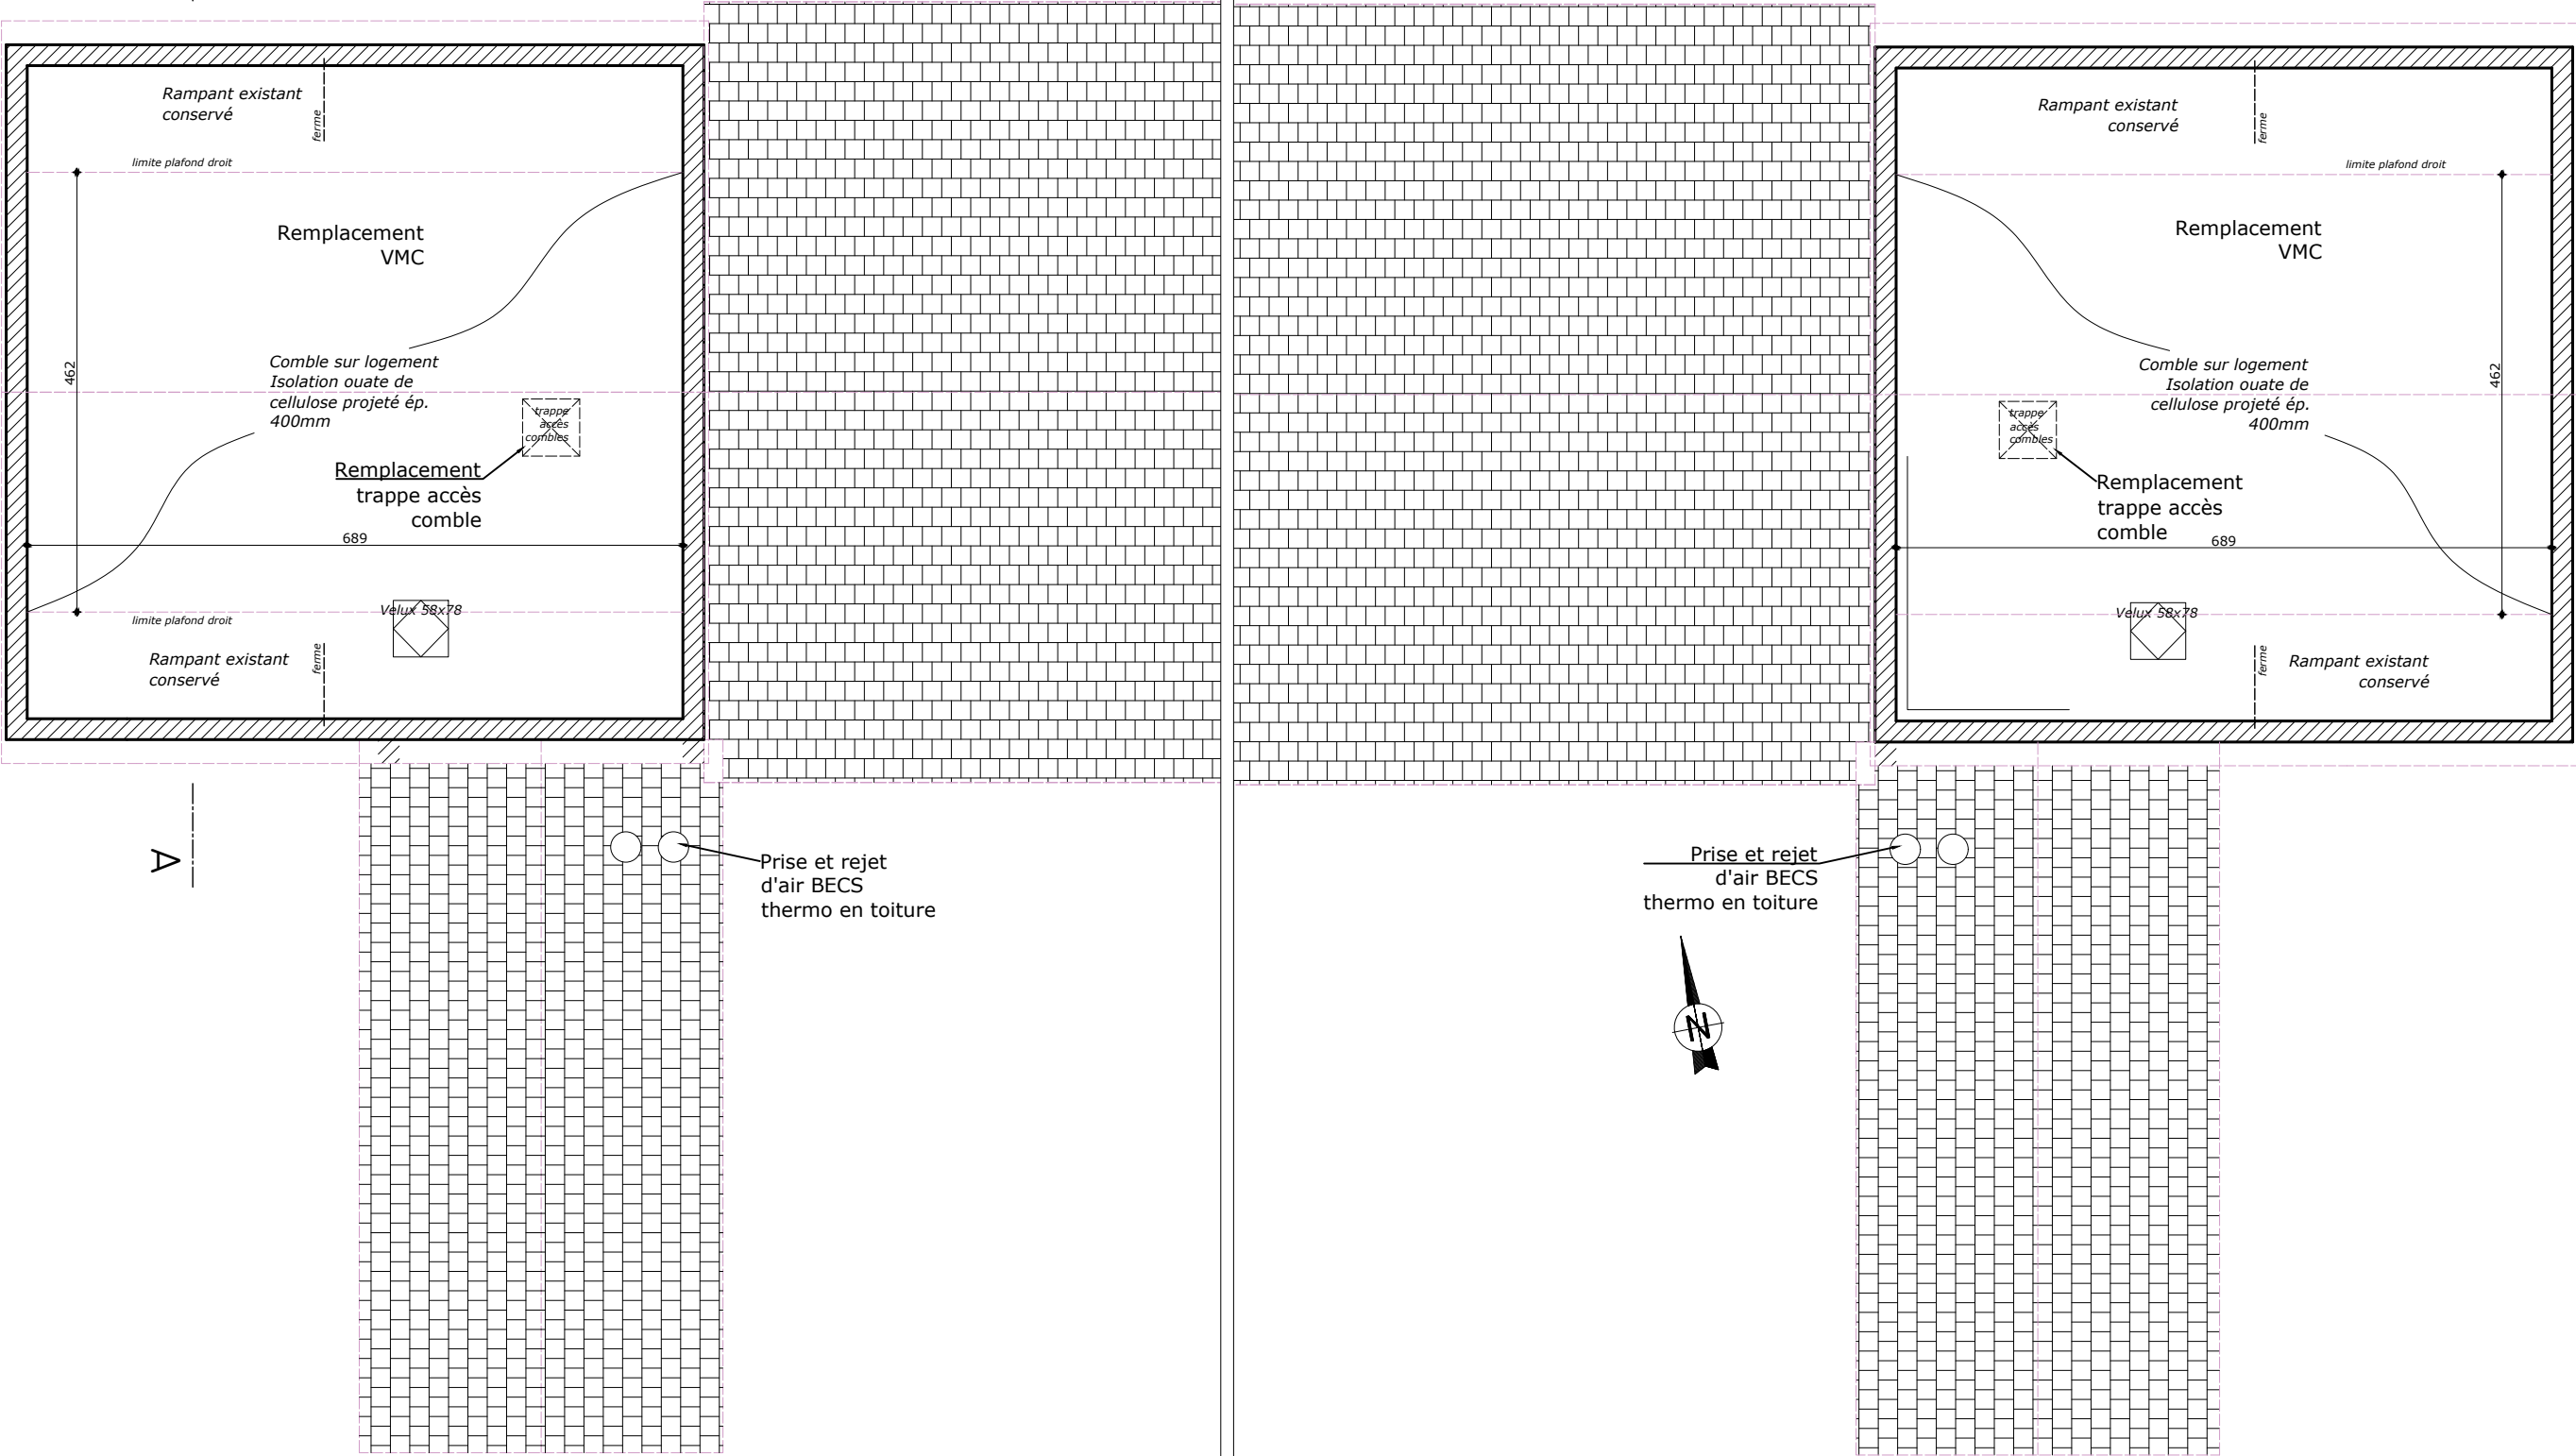 Rampant existant
conservé
ferme
limite plafond droit
Remplacement
VMC
462
Comble sur logement
Isolation ouate de
cellulose projeté ép.
400mm
trappe
accès
combles
Remplacement
trappe accès
comble
689
Velux 58x78
limite plafond droit
Rampant existant
conservé
ferme
A
Prise et rejet
d'air BECS
thermo en toiture
Rampant existant
conservé
ferme
limite plafond droit
Remplacement
VMC
Comble sur logement
Isolation ouate de
cellulose projeté ép.
400mm
462
trappe
accès
combles
Remplacement
trappe accès
comble
689
Velux 58x78
ferme
Rampant existant
conservé
Prise et rejet
d'air BECS
thermo en toiture
N